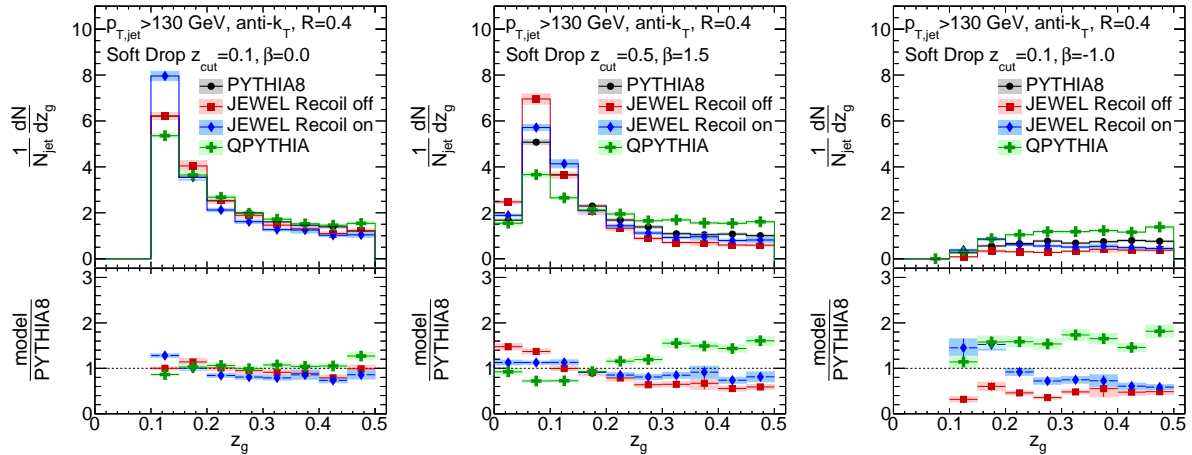 p_T,jet>130 GeV, anti-k_T, R=0.4
Soft Drop z_cut=0.1, β=0.0
PYTHIA8
JEWEL Recoil off
JEWEL Recoil on
QPYTHIA
1/N_jet dN/dz_g
10
8
6
4
2
0
model/PYTHIA8
3
2
1
0
0 0.1 0.2 0.3 0.4 0.5
z_g
p_T,jet>130 GeV, anti-k_T, R=0.4
Soft Drop z_cut=0.5, β=1.5
PYTHIA8
JEWEL Recoil off
JEWEL Recoil on
QPYTHIA
1/N_jet dN/dz_g
10
8
6
4
2
0
model/PYTHIA8
3
2
1
0
0 0.1 0.2 0.3 0.4 0.5
z_g
p_T,jet>130 GeV, anti-k_T, R=0.4
Soft Drop z_cut=0.1, β=-1.0
PYTHIA8
JEWEL Recoil off
JEWEL Recoil on
QPYTHIA
1/N_jet dN/dz_g
10
8
6
4
2
0
model/PYTHIA8
3
2
1
0
0 0.1 0.2 0.3 0.4 0.5
z_g